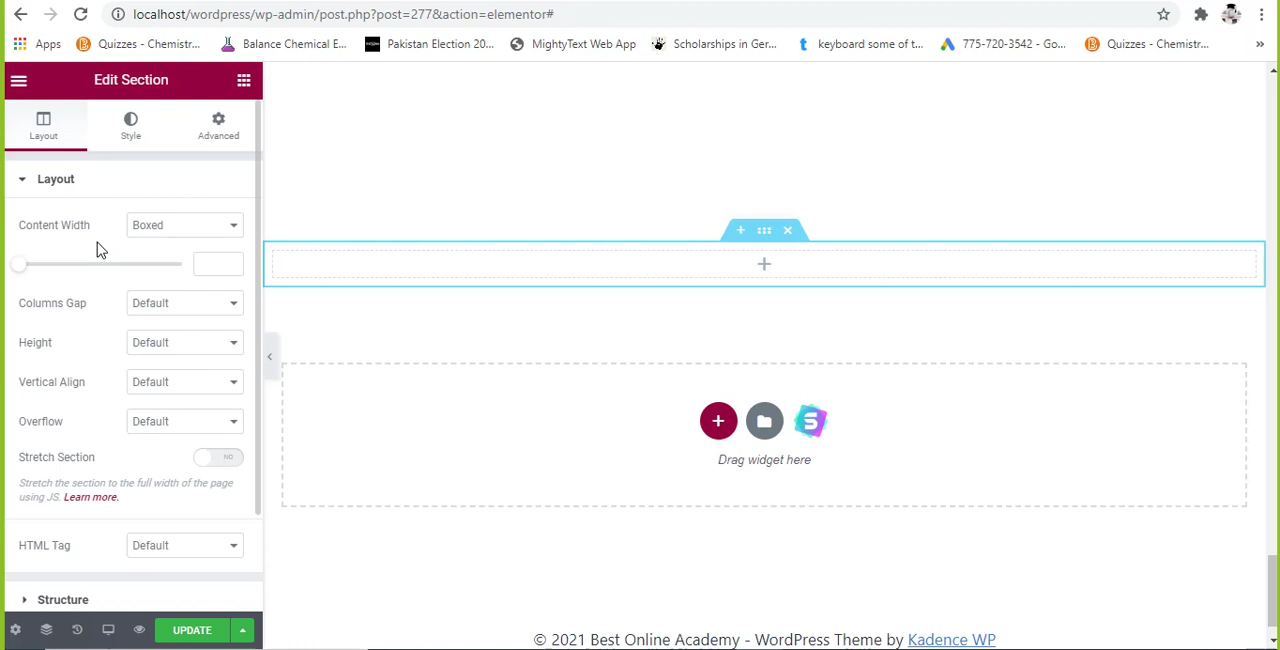 localhost/wordpress/wp-admin/post.php?post=277&action=elementor#
Apps
Quizzes - Chemistr...
Balance Chemical E...
Pakistan Election 20...
MightyText Web App
Scholarships in Ger...
keyboard some of t...
775-720-3542 - Go...
Quizzes - Chemistr...
»
Edit Section
Layout
Style
Advanced
Layout
Content Width
Boxed
Columns Gap
Default
Height
Default
Vertical Align
Default
Overflow
Default
Stretch Section
NO
Stretch the section to the full width of the page
using JS. Learn more.
HTML Tag
Default
Structure
UPDATE
Drag widget here
© 2021 Best Online Academy - WordPress Theme by Kadence WP